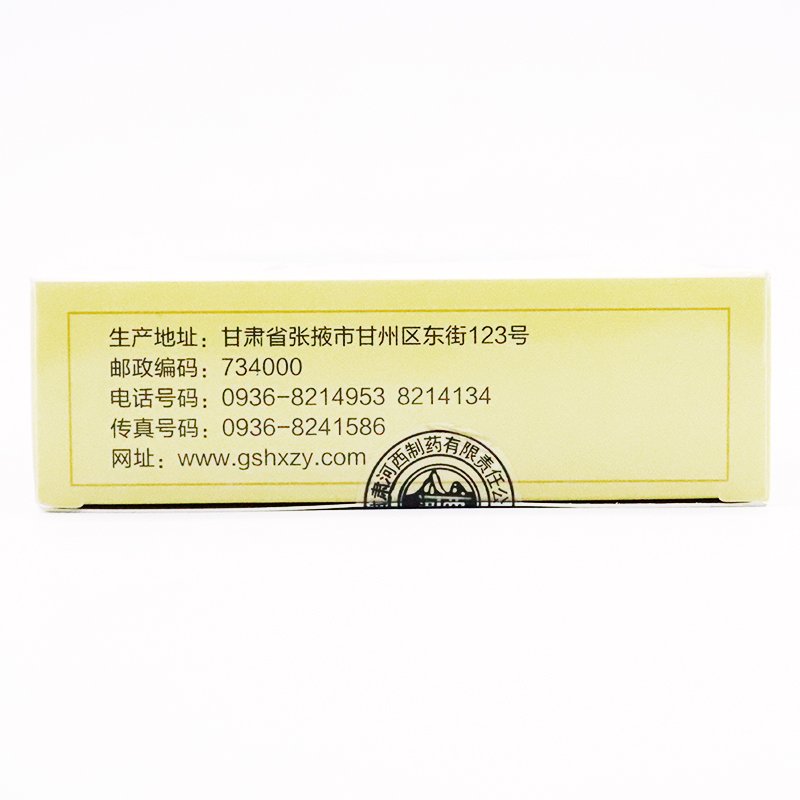 生产地址：甘肃省张掖市甘州区东街123号
邮政编码：734000
电话号码：0936-8214953 8214134
传真号码：0936-8241586
网址：www.gshxzy.com
甘肃河西制药有限责任公